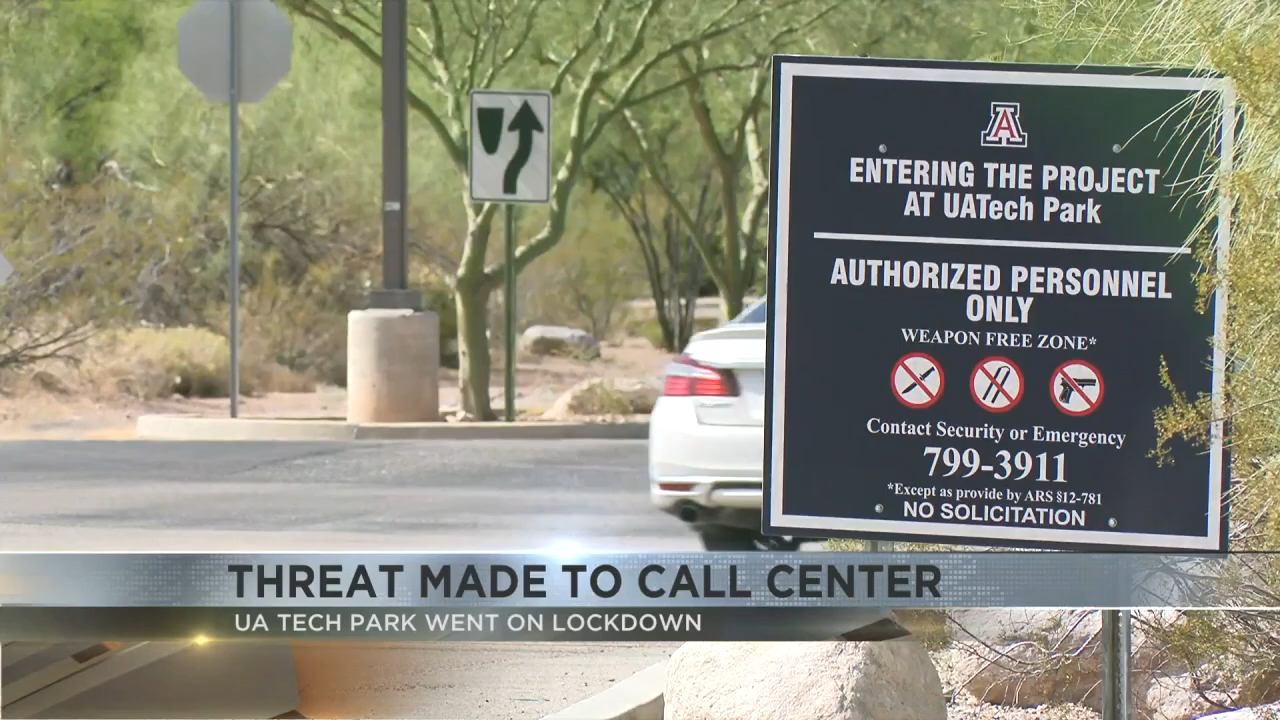 A
ENTERING THE PROJECT
AT UATech Park
AUTHORIZED PERSONNEL
ONLY
WEAPON FREE ZONE*
Contact Security or Emergency
799-3911
*Except as provide by ARS §12-781
NO SOLICITATION
THREAT MADE TO CALL CENTER
UA TECH PARK WENT ON LOCKDOWN